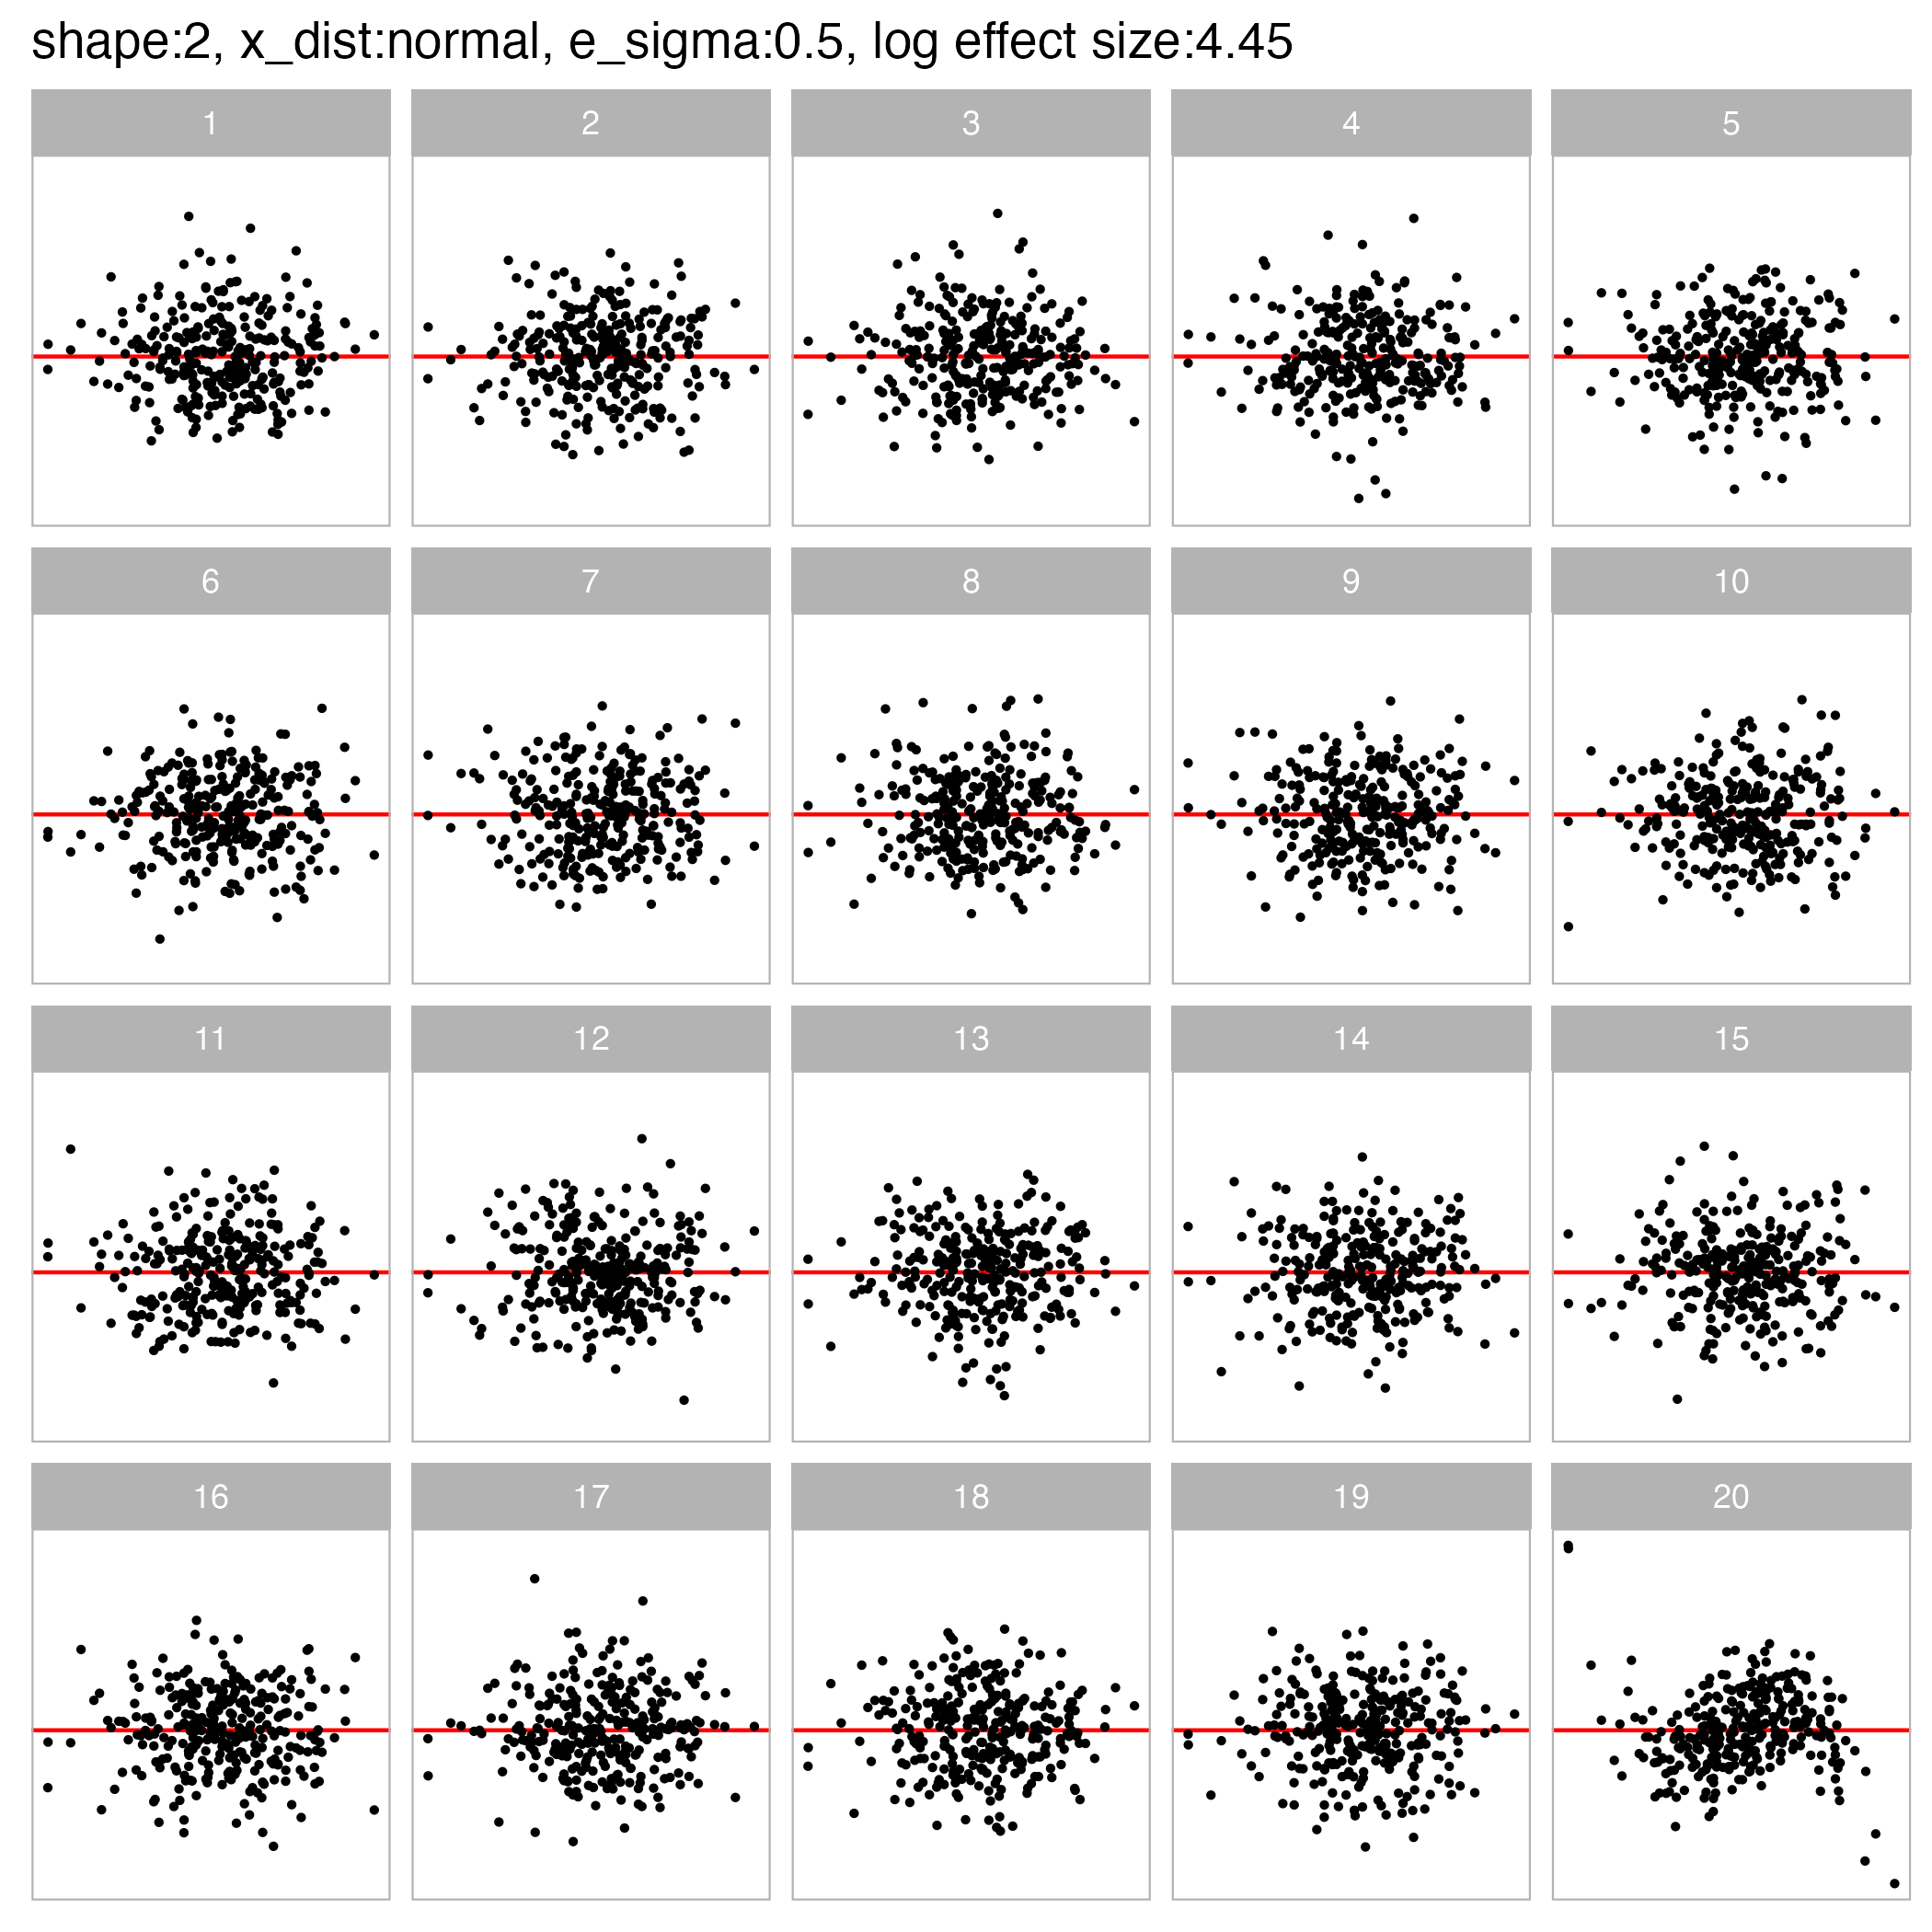 shape:2, x_dist:normal, e_sigma:0.5, log effect size:4.45
1 2 3 4 5
6 7 8 9 10
11 12 13 14 15
16 17 18 19 20